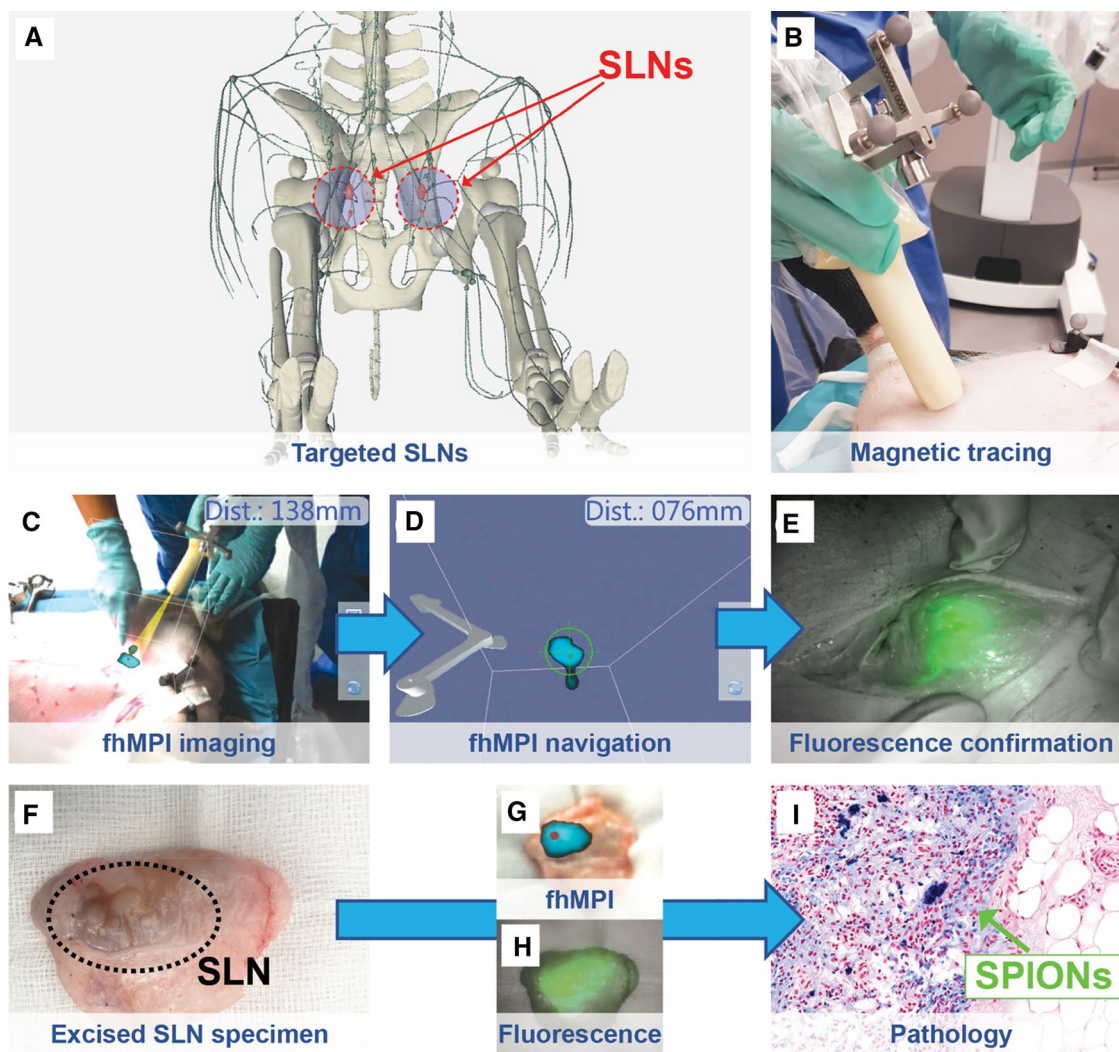 A
SLNs
Targeted SLNs
B
Magnetic tracing
C
Dist.: 138mm
fhMPI imaging
D
Dist.: 076mm
fhMPI navigation
E
Fluorescence confirmation
F
SLN
Excised SLN specimen
G
fhMPI
H
Fluorescence
I
SPIONs
Pathology